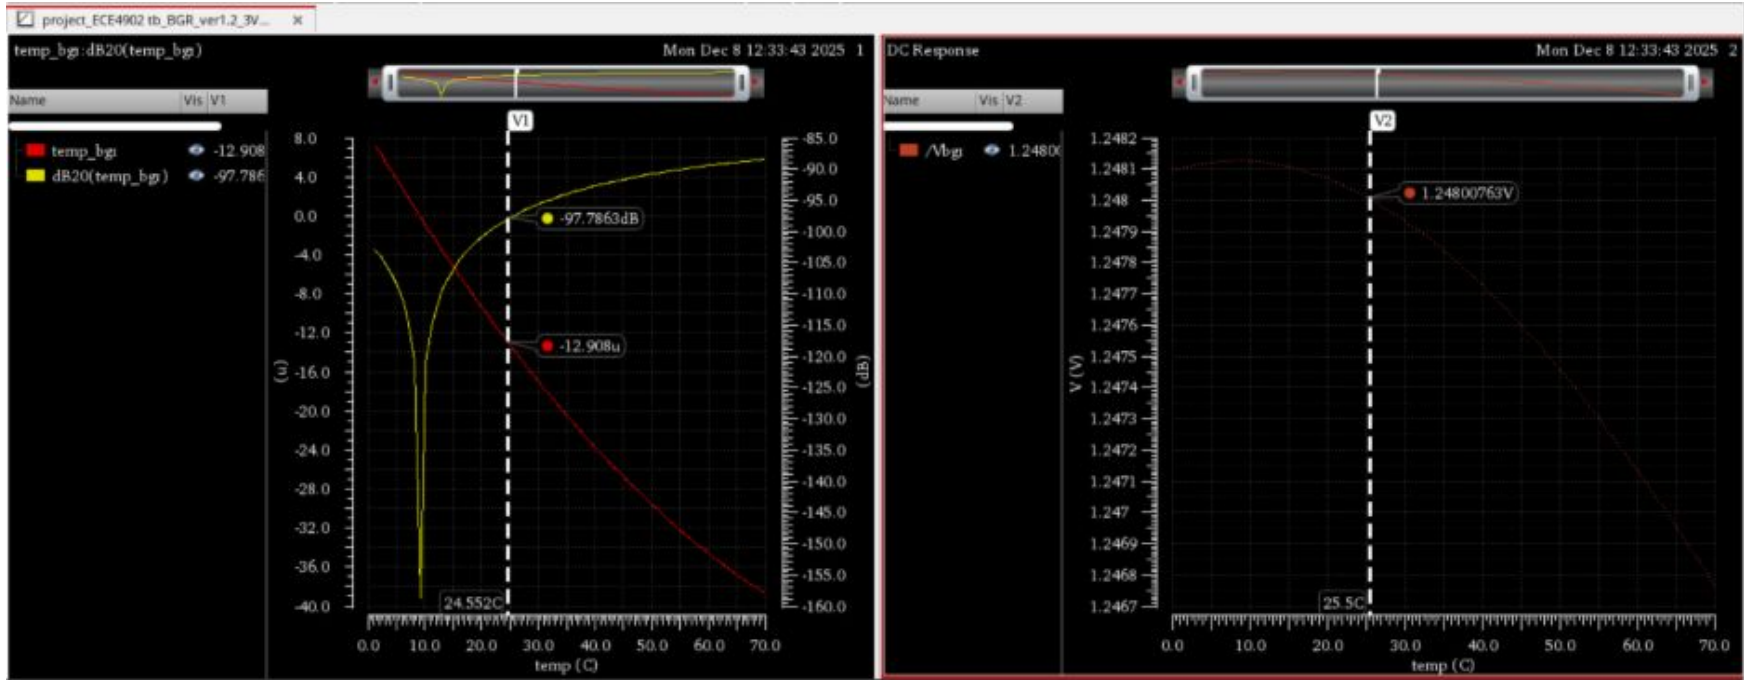 project_ECE4902 tb_BGR_ver1.2_3V... ×
temp_bgr:dB20(temp_bgr)
Mon Dec 8 12:33:43 2025 1
Name Vis V1
temp_bgr -12.908
dB20(temp_bgr) -97.786
V1
8.0
4.0
0.0
-4.0
-8.0
-12.0
-16.0
-20.0
-24.0
-28.0
-32.0
-36.0
-40.0
(u)
-97.7863dB
-12.908u
24.552C
-85.0
-90.0
-95.0
-100.0
-105.0
-110.0
-115.0
-120.0
-125.0
-130.0
-135.0
-140.0
-145.0
-150.0
-155.0
-160.0
(dB)
0.0 10.0 20.0 30.0 40.0 50.0 60.0 70.0
temp (C)
DC Response
Mon Dec 8 12:33:43 2025 2
Name Vis V2
/Vbgr 1.2480
V2
1.2482
1.2481
1.248
1.2479
1.2478
1.2477
1.2476
1.2475
1.2474
1.2473
1.2472
1.2471
1.247
1.2469
1.2468
1.2467
V (V)
1.24800763V
25.5C
0.0 10.0 20.0 30.0 40.0 50.0 60.0 70.0
temp (C)